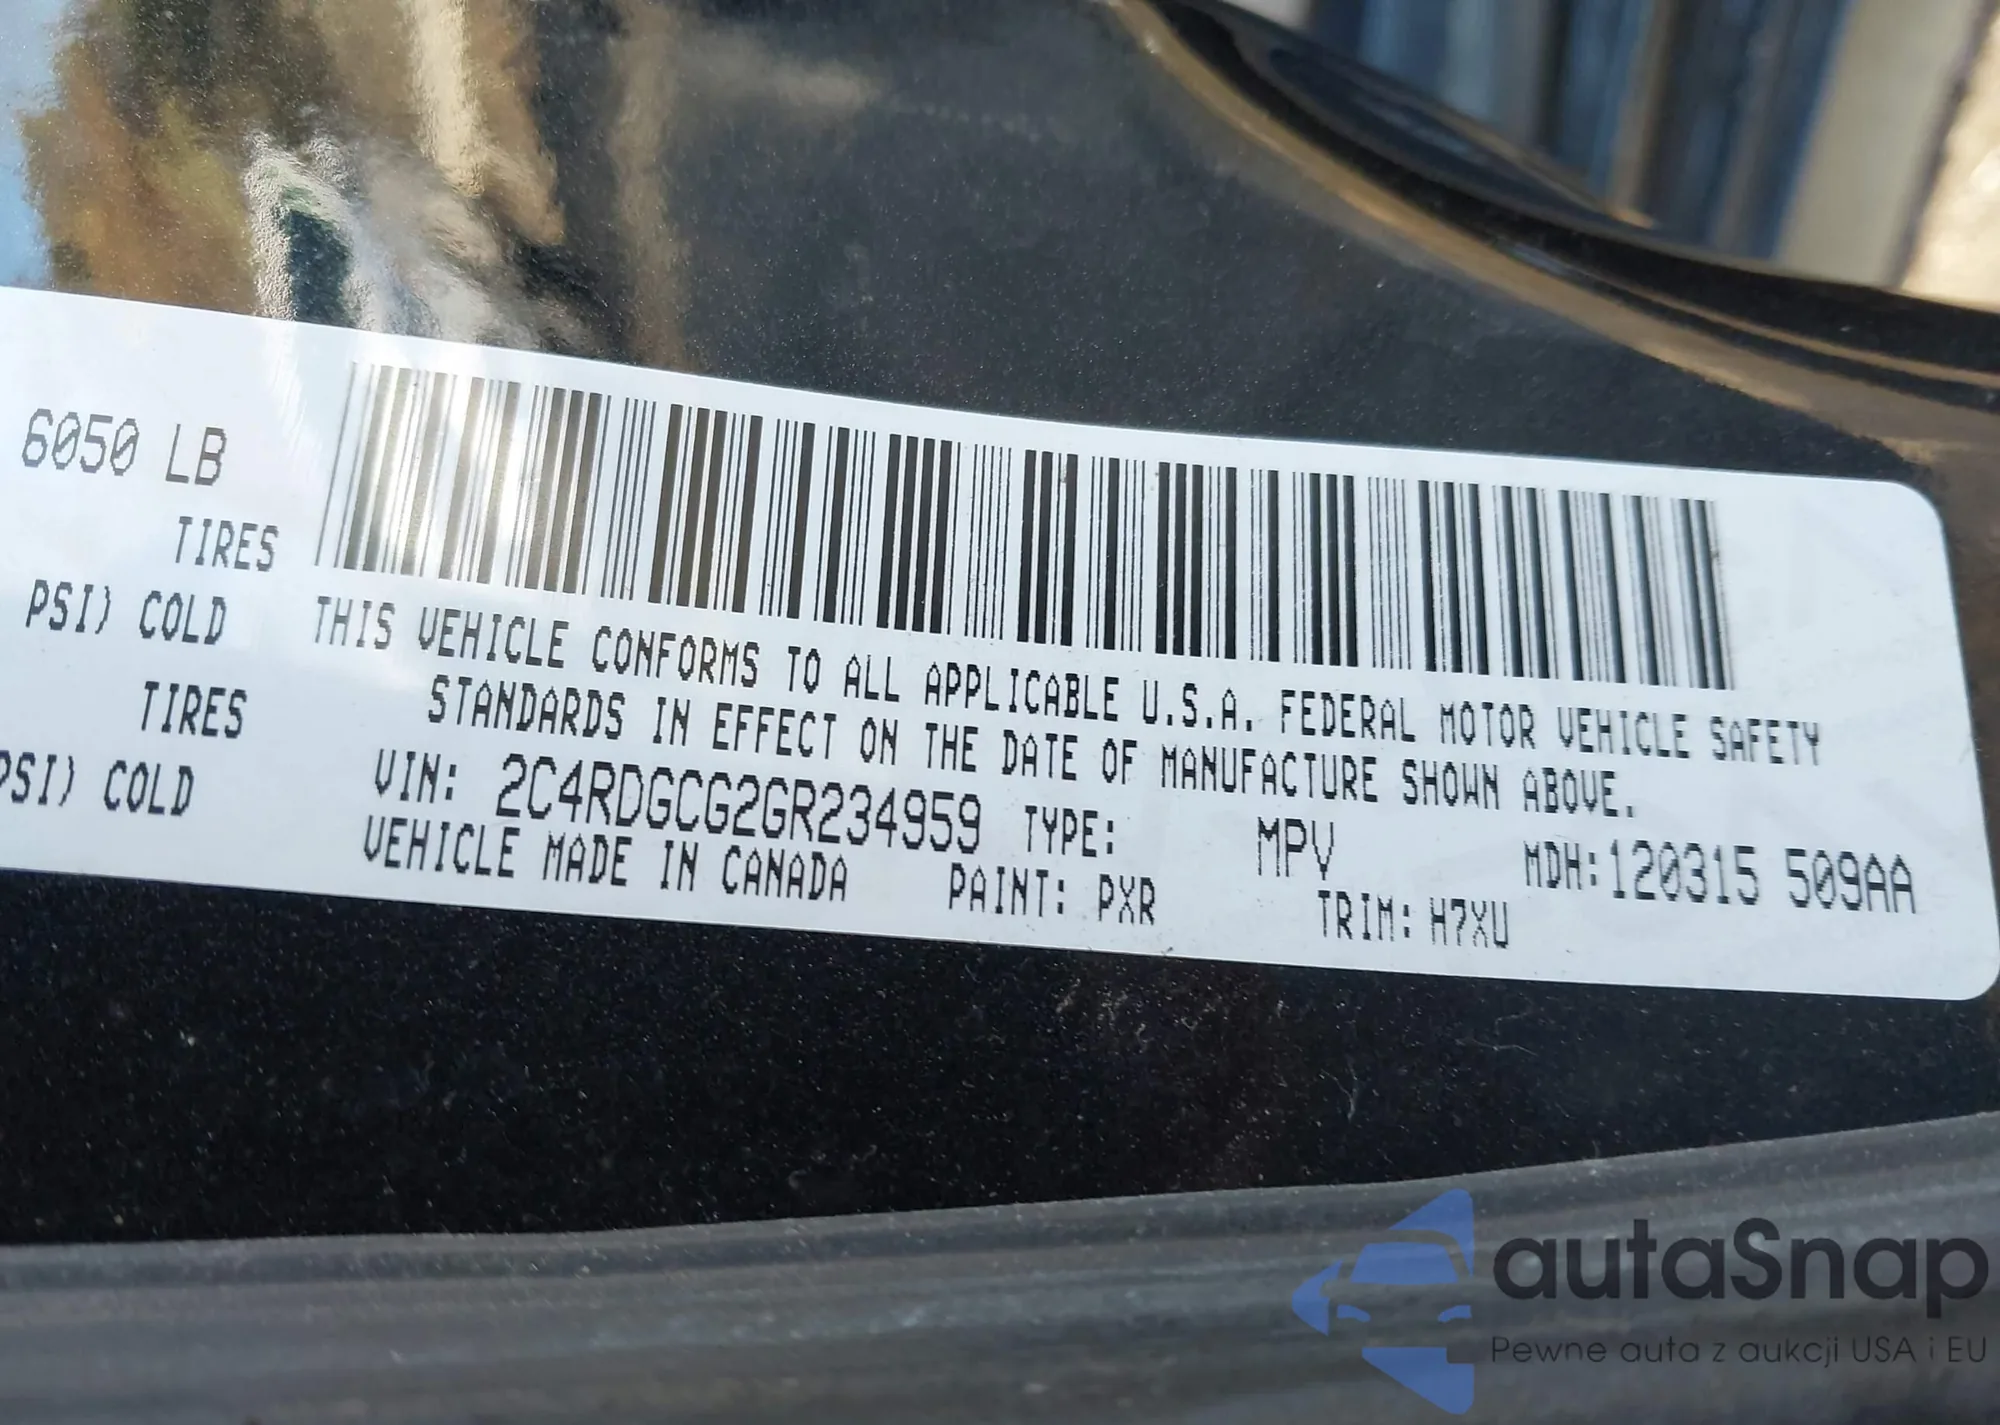 6050 LB
TIRES
PSI) COLD
TIRES
PSI) COLD
THIS VEHICLE CONFORMS TO ALL APPLICABLE U.S.A. FEDERAL MOTOR VEHICLE SAFETY
STANDARDS IN EFFECT ON THE DATE OF MANUFACTURE SHOWN ABOVE.
VIN: 2C4RDGCG2GR234959 TYPE: MPV MDH:120315 509AA
VEHICLE MADE IN CANADA PAINT: PXR TRIM: H7XU
autaSnap
Pewne auta z aukcji USA i EU